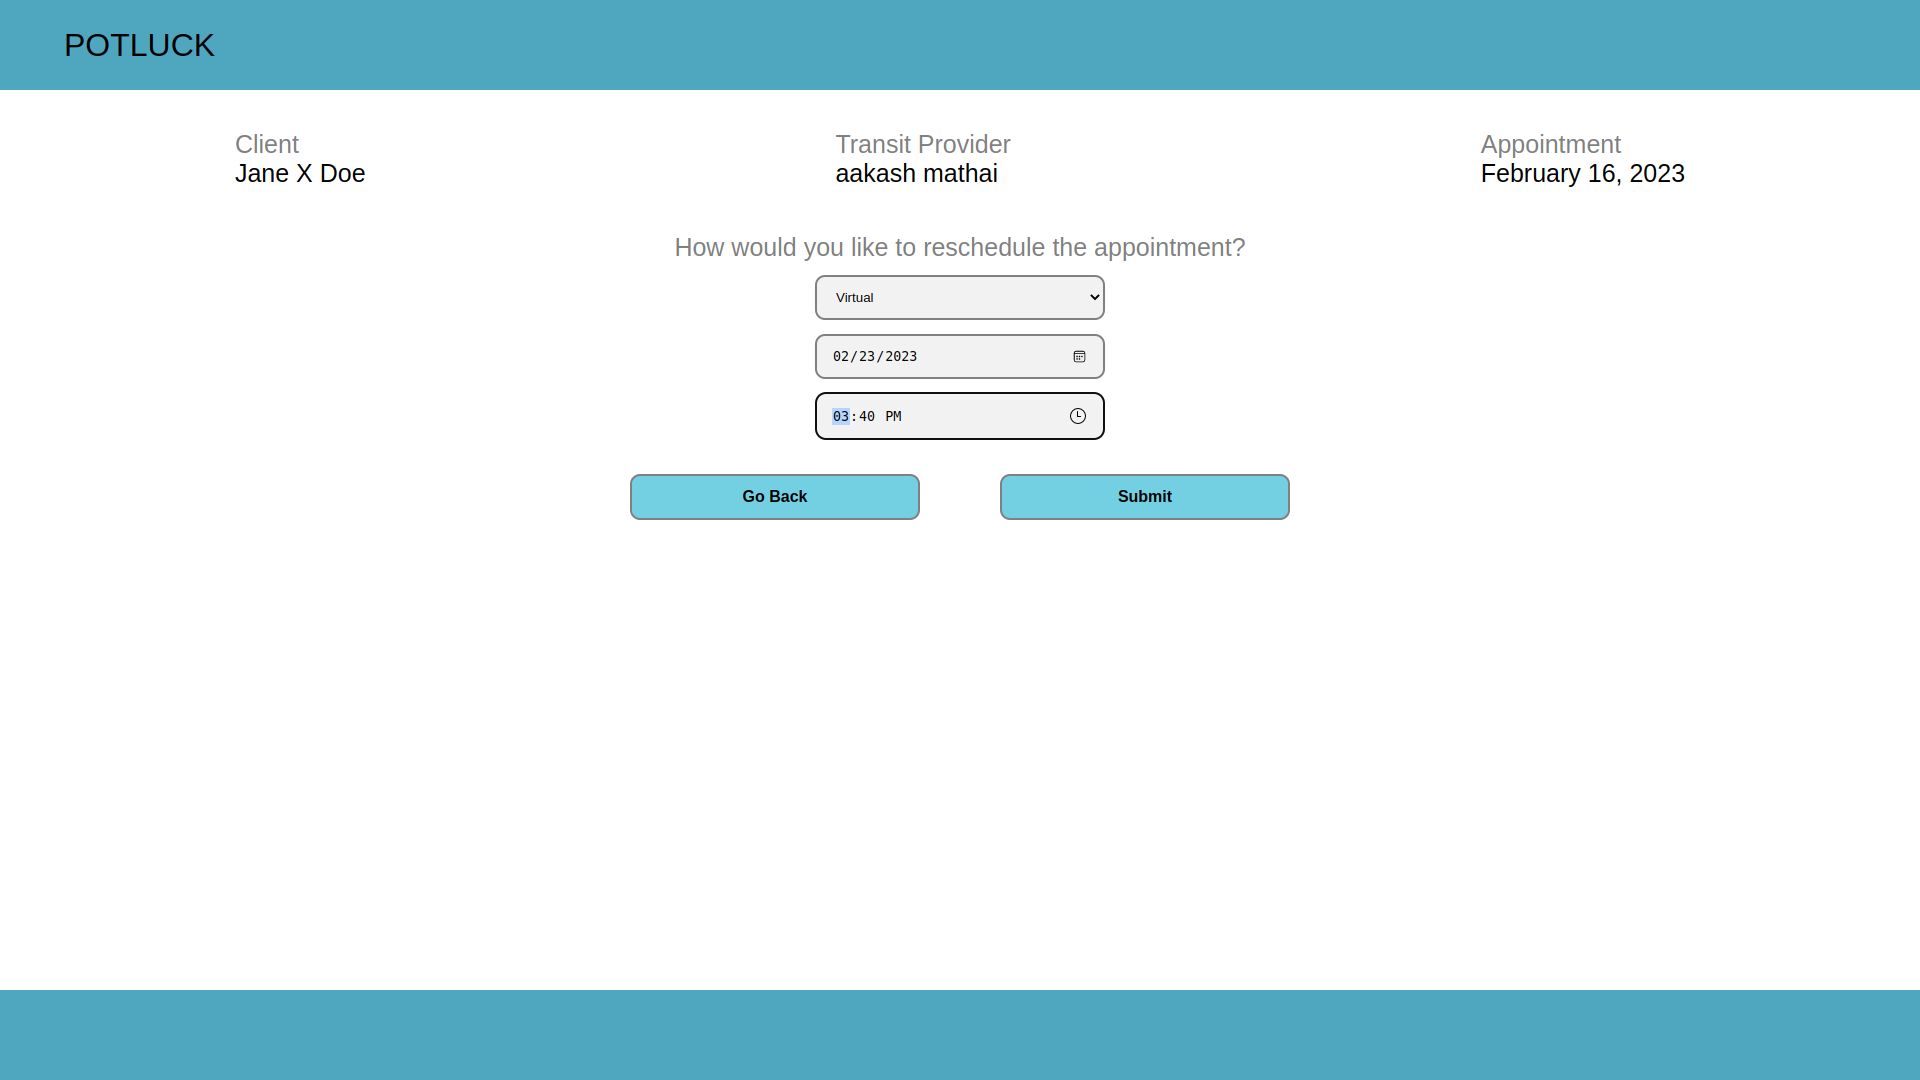 POTLUCK
Client
Jane X Doe
Transit Provider
aakash mathai
Appointment
February 16, 2023
How would you like to reschedule the appointment?
Virtual
02/23/2023
03:40 PM
Go Back
Submit